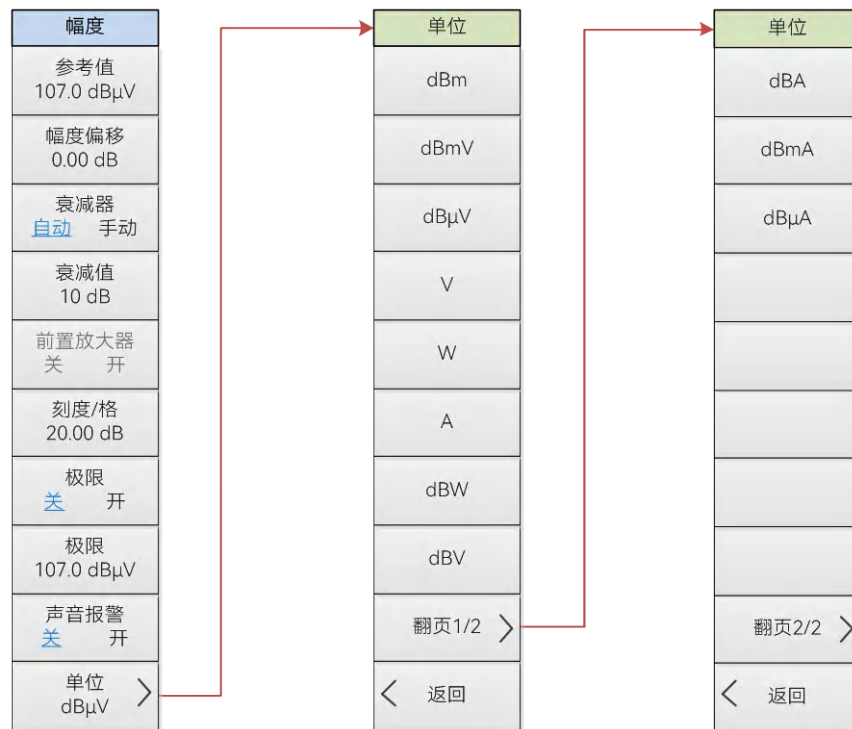 幅度
参考值
107.0 dBµV
幅度偏移
0.00 dB
衰减器
自动 手动
衰减值
10 dB
前置放大器
关 开
刻度/格
20.00 dB
极限
关 开
极限
107.0 dBµV
声音报警
关 开
单位
dBµV
单位
dBm
dBmV
dBµV
V
W
A
dBW
dBV
翻页1/2
返回
单位
dBA
dBmA
dBµA
翻页2/2
返回